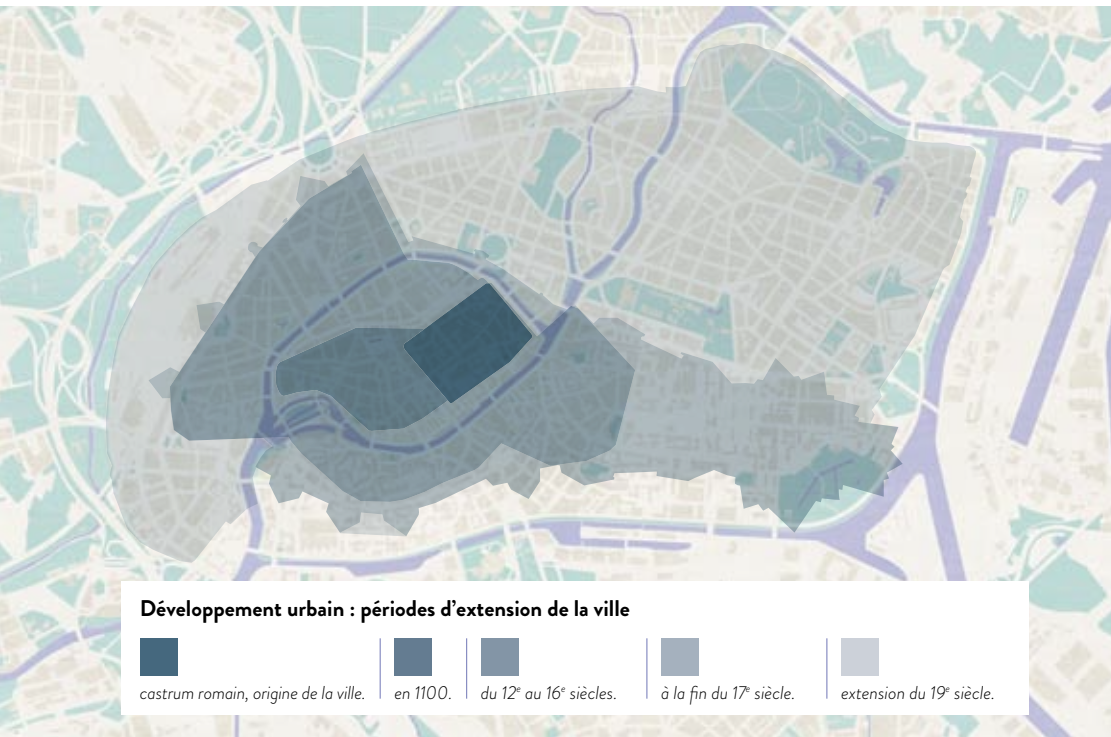 Développement urbain : périodes d’extension de la ville
castrum romain, origine de la ville.
en 1100.
du 12e au 16e siècles.
à la fin du 17e siècle.
extension du 19e siècle.